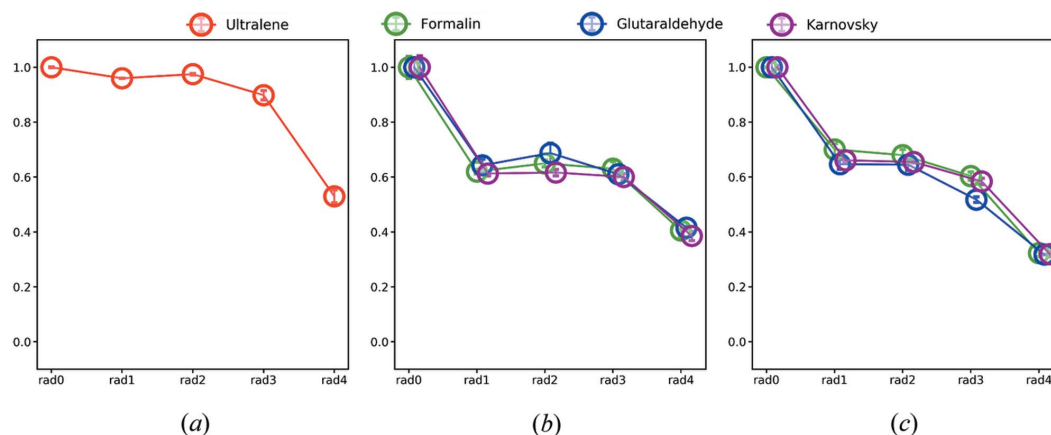 Ultralene Formalin Glutaraldehyde Karnovsky
1.0 1.0 1.0
0.8 0.8 0.8
0.6 0.6 0.6
0.4 0.4 0.4
0.2 0.2 0.2
0.0 0.0 0.0
rad0 rad1 rad2 rad3 rad4 rad0 rad1 rad2 rad3 rad4 rad0 rad1 rad2 rad3 rad4
(a) (b) (c)